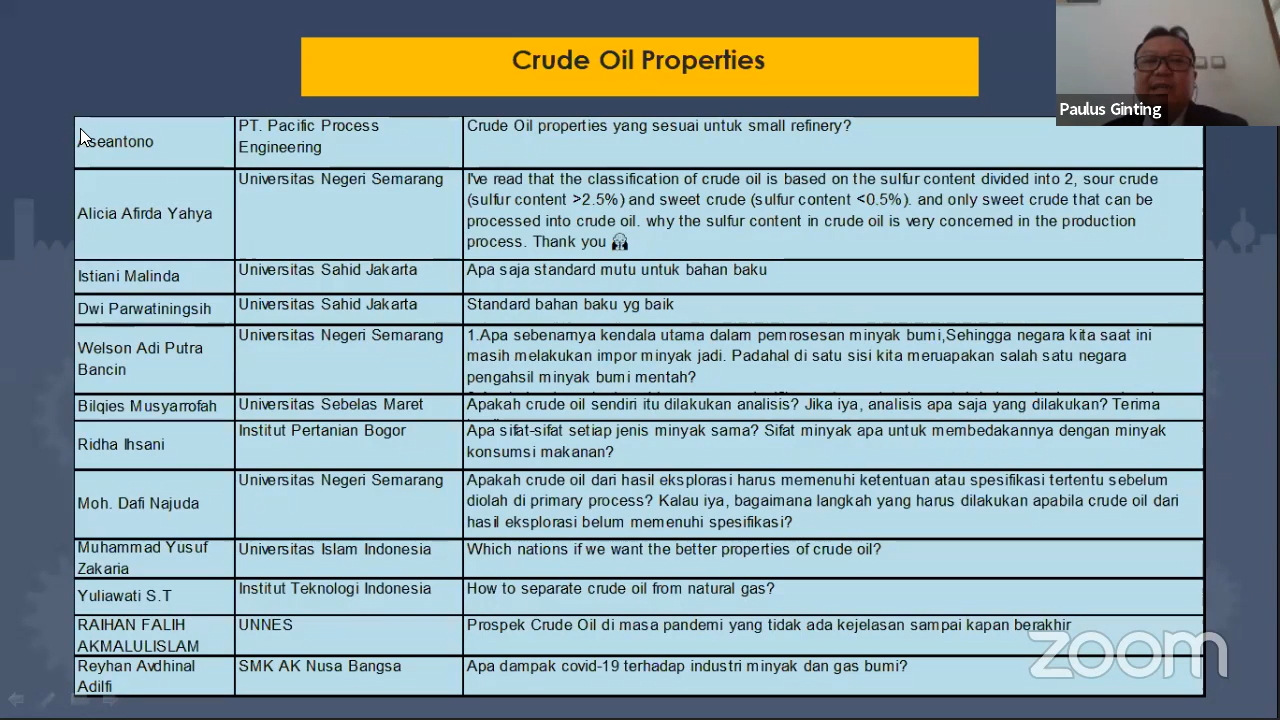 Crude Oil Properties
Paulus Ginting
seantono
PT. Pacific Process
Engineering
Crude Oil properties yang sesuai untuk small refinery?
Alicia Afirda Yahya
Universitas Negeri Semarang
I've read that the classification of crude oil is based on the sulfur content divided into 2, sour crude
(sulfur content >2.5%) and sweet crude (sulfur content <0.5%). and only sweet crude that can be
processed into crude oil. why the sulfur content in crude oil is very concerned in the production
process. Thank you
Istiani Malinda
Universitas Sahid Jakarta
Apa saja standard mutu untuk bahan baku
Dwi Parwatiningsih
Universitas Sahid Jakarta
Standard bahan baku yg baik
Welson Adi Putra
Bancin
Universitas Negeri Semarang
1.Apa sebenarnya kendala utama dalam pemrosesan minyak bumi,Sehingga negara kita saat ini
masih melakukan impor minyak jadi. Padahal di satu sisi kita meruapakan salah satu negara
pengahsil minyak bumi mentah?
Bilqies Musyarrofah
Universitas Sebelas Maret
Apakah crude oil sendiri itu dilakukan analisis? Jika iya, analisis apa saja yang dilakukan? Terima
Ridha Ihsani
Institut Pertanian Bogor
Apa sifat-sifat setiap jenis minyak sama? Sifat minyak apa untuk membedakannya dengan minyak
konsumsi makanan?
Moh. Dafi Najuda
Universitas Negeri Semarang
Apakah crude oil dari hasil eksplorasi harus memenuhi ketentuan atau spesifikasi tertentu sebelum
diolah di primary process? Kalau iya, bagaimana langkah yang harus dilakukan apabila crude oil dari
hasil eksplorasi belum memenuhi spesifikasi?
Muhammad Yusuf
Zakaria
Universitas Islam Indonesia
Which nations if we want the better properties of crude oil?
Yuliawati S.T
Institut Teknologi Indonesia
How to separate crude oil from natural gas?
RAIHAN FALIH
AKMALULISLAM
UNNES
Prospek Crude Oil di masa pandemi yang tidak ada kejelasan sampai kapan berakhir
Reyhan Avdhinal
Adilfi
SMK AK Nusa Bangsa
Apa dampak covid-19 terhadap industri minyak dan gas bumi?
zoom